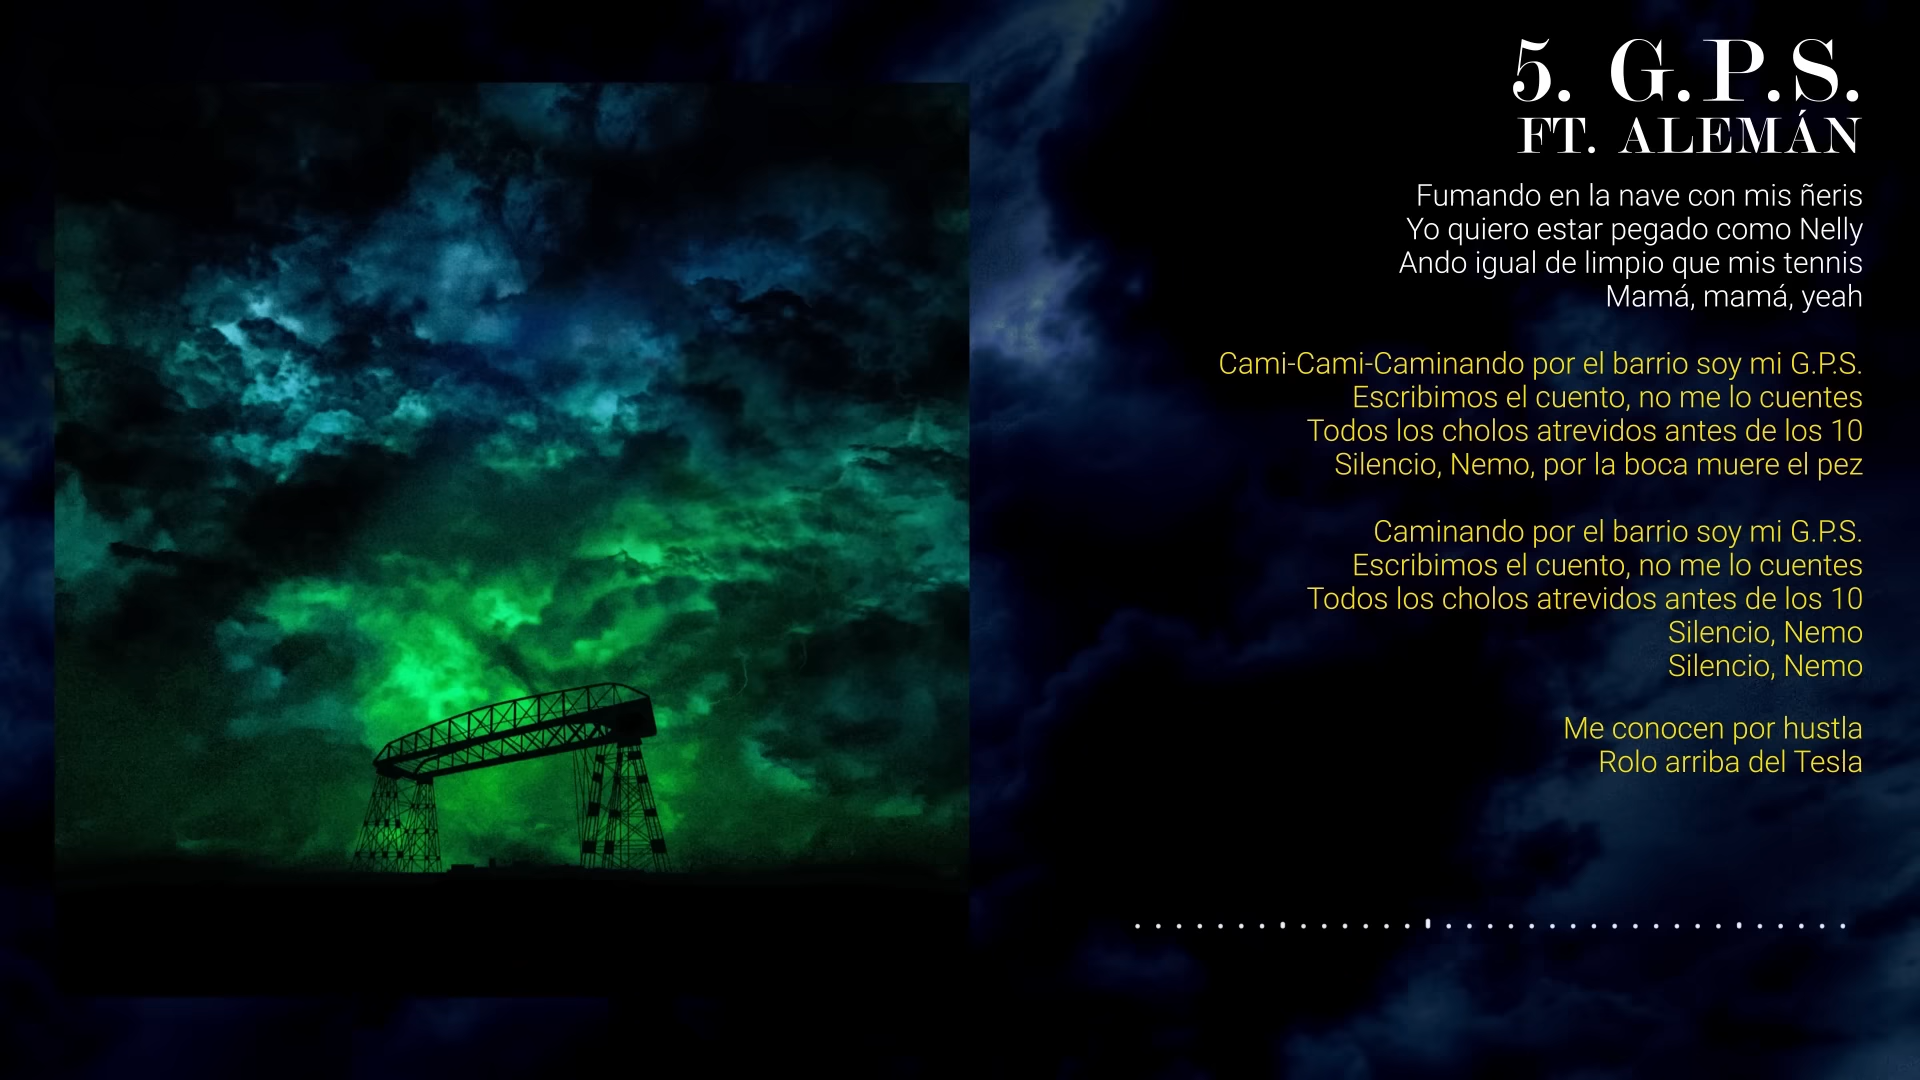 5. G.P.S.
FT. ALEMÁN
Fumando en la nave con mis ñeris
Yo quiero estar pegado como Nelly
Ando igual de limpio que mis tennis
Mamá, mamá, yeah
Cami-Cami-Caminando por el barrio soy mi G.P.S.
Escribimos el cuento, no me lo cuentes
Todos los cholos atrevidos antes de los 10
Silencio, Nemo, por la boca muere el pez
Caminando por el barrio soy mi G.P.S.
Escribimos el cuento, no me lo cuentes
Todos los cholos atrevidos antes de los 10
Silencio, Nemo
Silencio, Nemo
Me conocen por hustla
Rolo arriba del Tesla